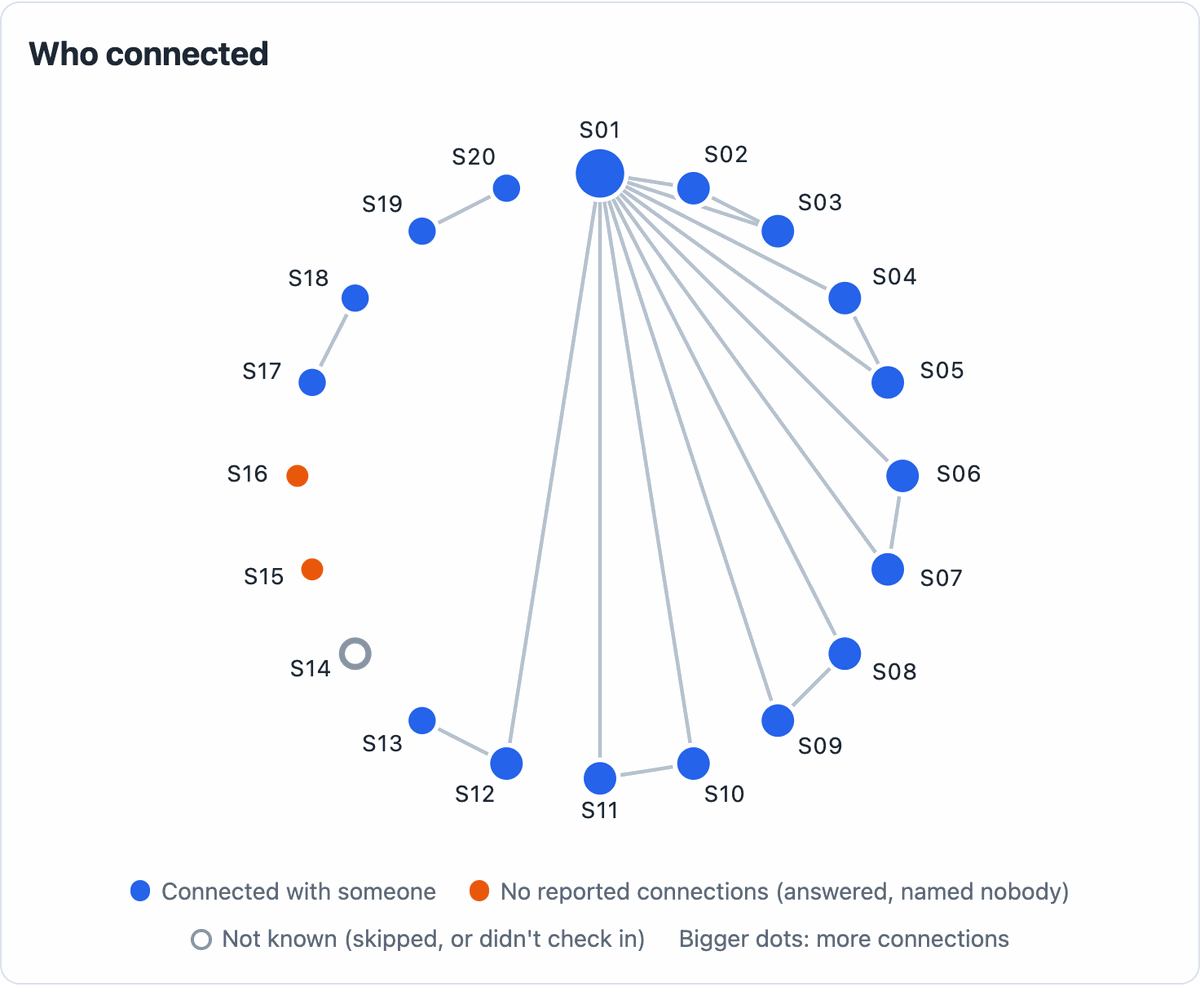 Who connected
S01
S02
S20
S03
S19
S04
S18
S05
S17
S06
S16
S07
S15
S08
S14
S09
S13
S10
S12
S11
Connected with someone
No reported connections (answered, named nobody)
Not known (skipped, or didn't check in)
Bigger dots: more connections